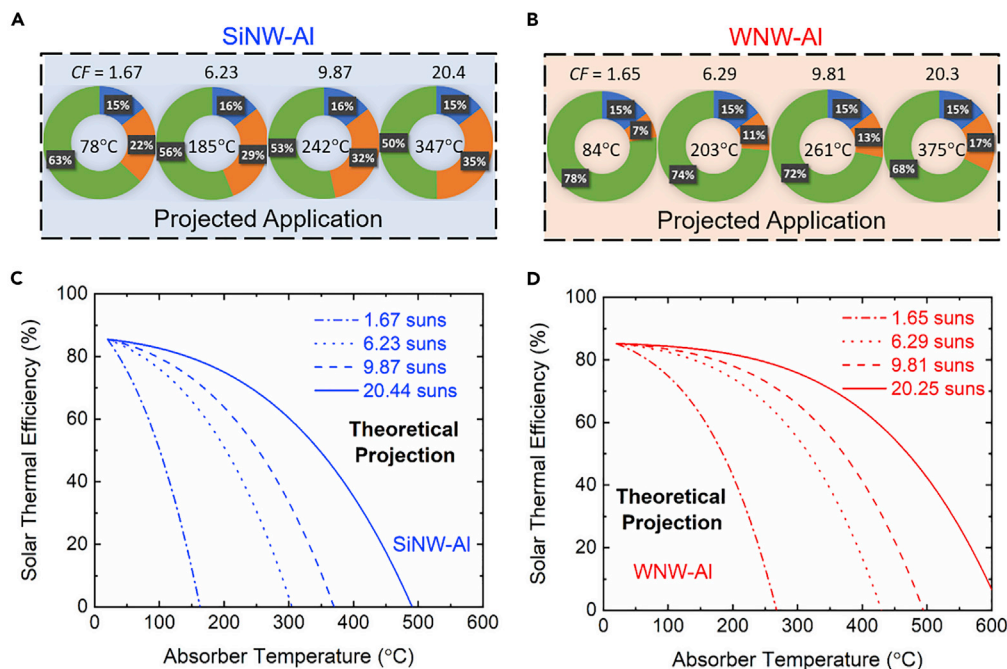 A
SiNW-Al
CF = 1.67 6.23 9.87 20.4
15% 16% 16% 15%
78°C 185°C 242°C 347°C
63% 22% 56% 29% 53% 32% 50% 35%
Projected Application
B
WNW-Al
CF = 1.65 6.29 9.81 20.3
15% 15% 15% 15%
7% 11% 13% 17%
84°C 203°C 261°C 375°C
78% 74% 72% 68%
Projected Application
C
100
80
60
40
20
0
Solar Thermal Efficiency (%)
1.67 suns
6.23 suns
9.87 suns
20.44 suns
Theoretical
Projection
SiNW-Al
0 100 200 300 400 500 600
Absorber Temperature (°C)
D
100
80
60
40
20
0
Solar Thermal Efficiency (%)
1.65 suns
6.29 suns
9.81 suns
20.25 suns
Theoretical
Projection
WNW-Al
0 100 200 300 400 500 600
Absorber Temperature (°C)